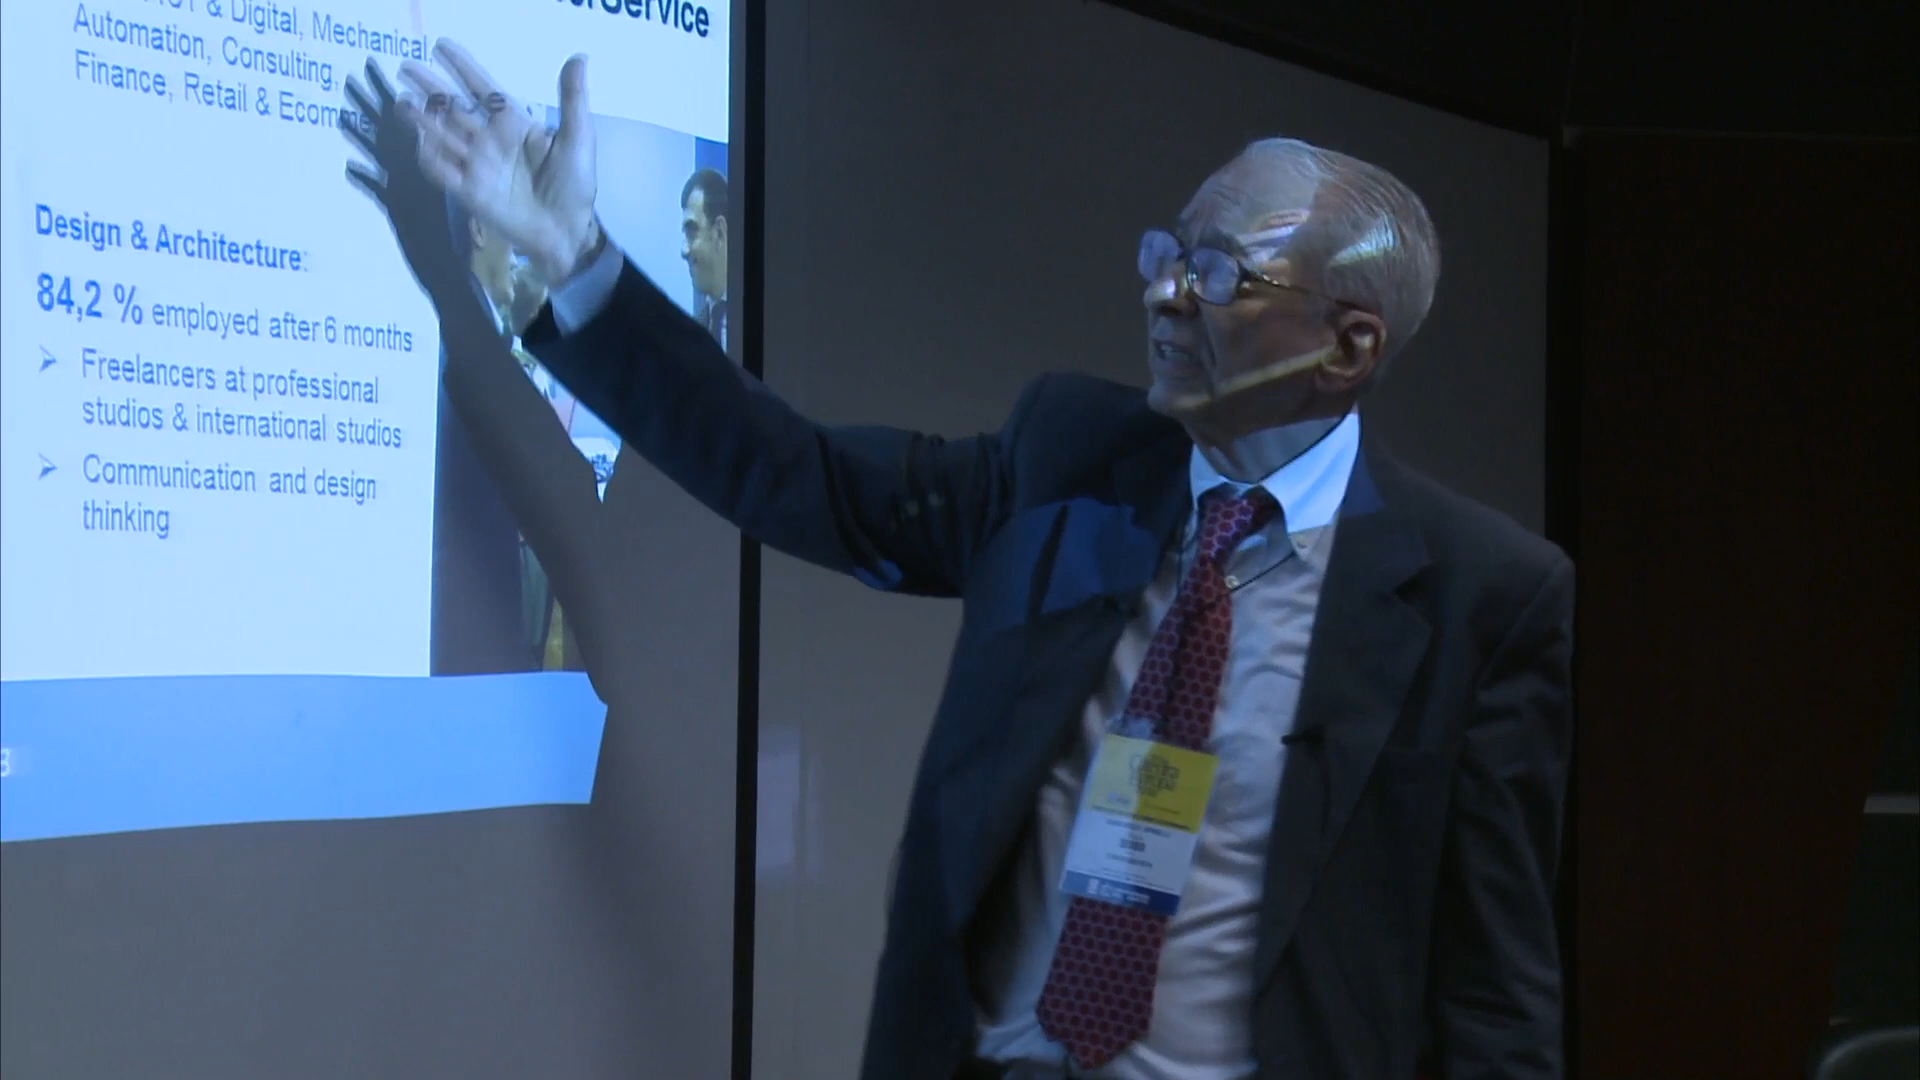 Service
& Digital, Mechanical,
Automation, Consulting,
Finance, Retail & Ecomme
Design & Architecture:
84,2 % employed after 6 months
Freelancers at professional
studios & international studios
Communication and design
thinking